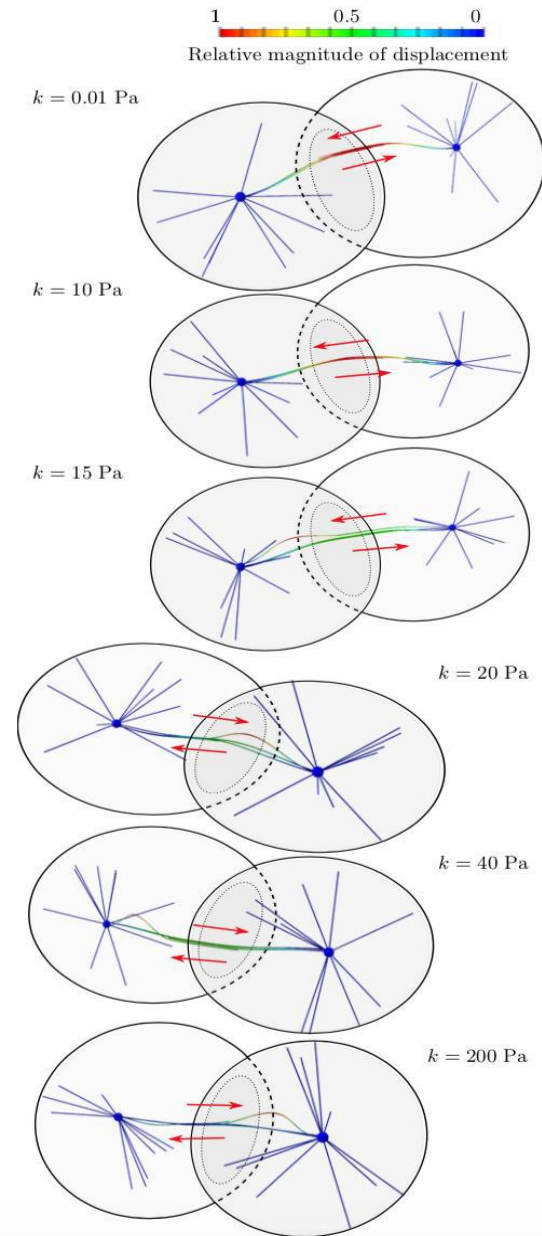 1 0.5 0
Relative magnitude of displacement
k = 0.01 Pa
k = 10 Pa
k = 15 Pa
k = 20 Pa
k = 40 Pa
k = 200 Pa